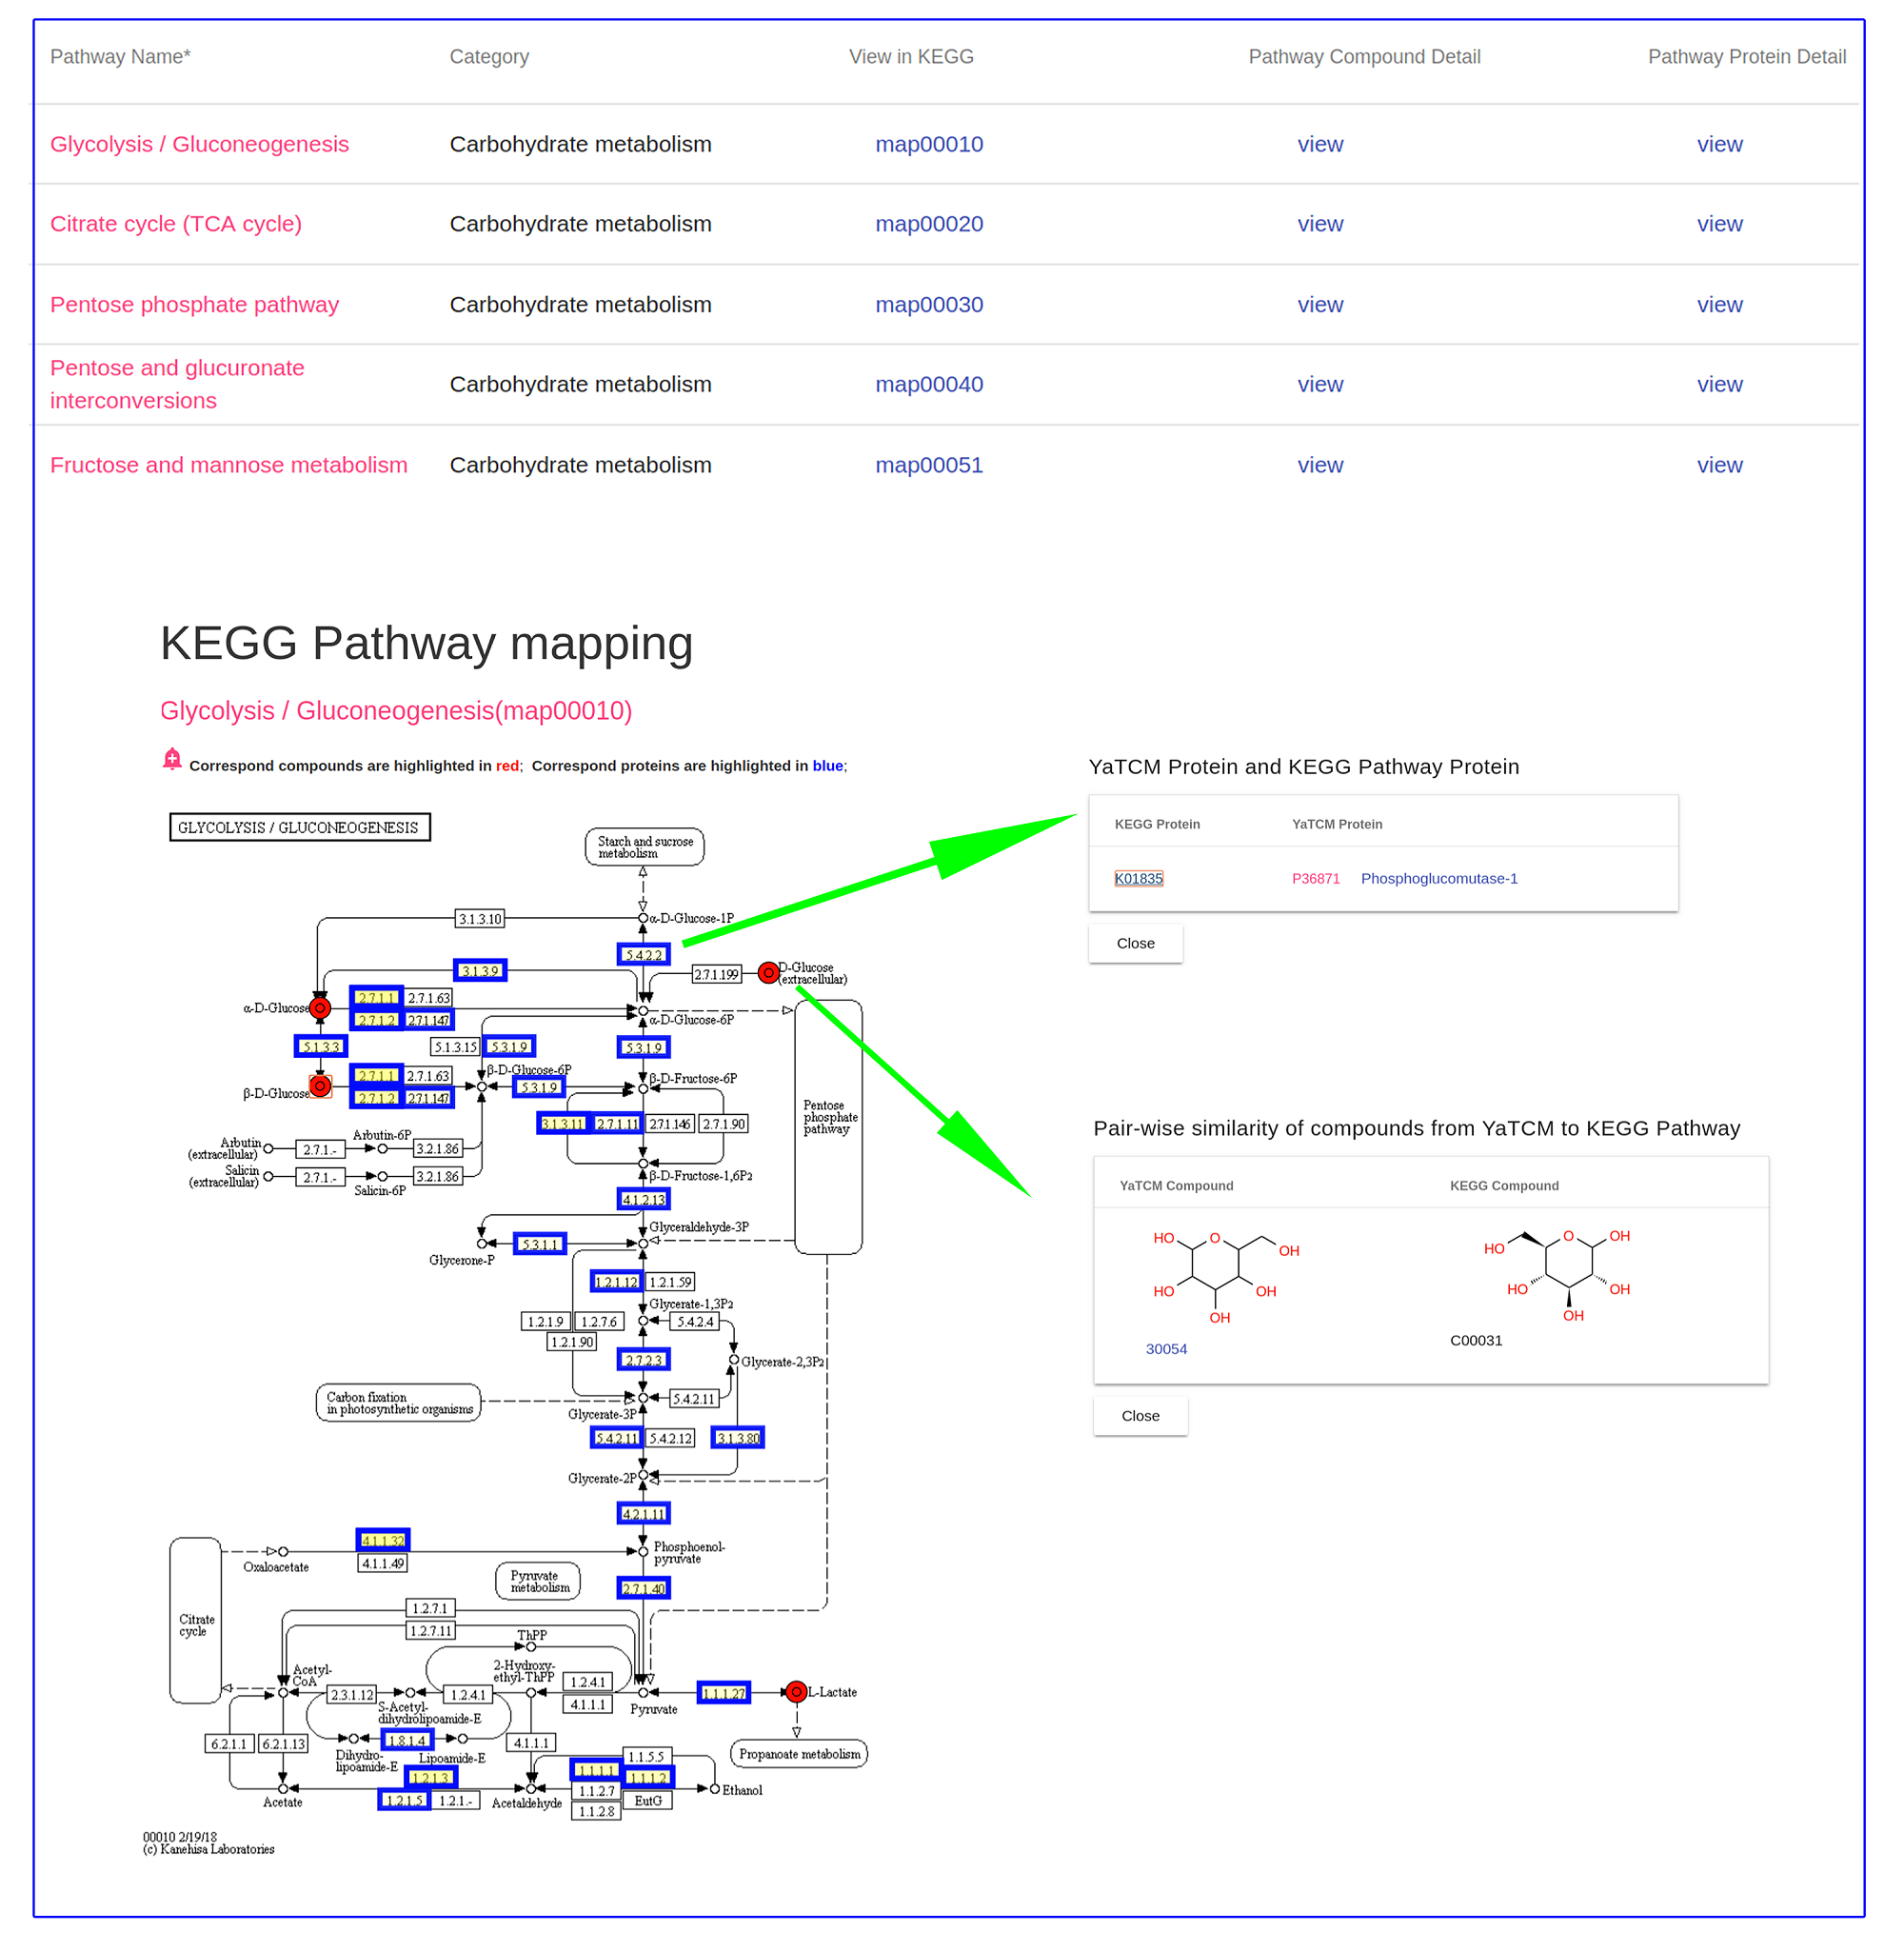 Pathway Name* Category View in KEGG Pathway Compound Detail Pathway Protein Detail
Glycolysis / Gluconeogenesis Carbohydrate metabolism map00010 view view
Citrate cycle (TCA cycle) Carbohydrate metabolism map00020 view view
Pentose phosphate pathway Carbohydrate metabolism map00030 view view
Pentose and glucuronate
interconversions Carbohydrate metabolism map00040 view view
Fructose and mannose metabolism Carbohydrate metabolism map00051 view view
KEGG Pathway mapping
Glycolysis / Gluconeogenesis(map00010)
Correspond compounds are highlighted in red; Correspond proteins are highlighted in blue;
GLYCOLYSIS / GLUCONEOGENESIS
Starch and sucrose
metabolism
3.1.3.10
α-D-Glucose-1P
5.4.2.2
3.1.3.9
2.7.1.199
D-Glucose
(extracellular)
α-D-Glucose
2.7.1.1 2.7.1.63
2.7.1.2 2.7.1.147
α-D-Glucose-6P
5.1.3.3
5.1.3.15 5.3.1.9
5.3.1.9
β-D-Glucose
2.7.1.1 2.7.1.63
2.7.1.2 2.7.1.147
β-D-Glucose-6P
5.3.1.9
β-D-Fructose-6P
3.1.3.11 2.7.1.11 2.7.1.146 2.7.1.90
Pentose
phosphate
pathway
Arbutin
(extracellular)
2.7.1.-
Arbutin-6P
3.2.1.86
Salicin
(extracellular)
2.7.1.-
Salicin-6P
3.2.1.86
β-D-Fructose-1,6P2
4.1.2.13
Glyceraldehyde-3P
5.3.1.1
Glycerone-P
1.2.1.12 1.2.1.59
Glycerate-1,3P2
1.2.1.9 1.2.7.6
1.2.1.90
5.4.2.4
2.7.2.3
Glycerate-2,3P2
Carbon fixation
in photosynthetic organisms
5.4.2.11
Glycerate-3P
5.4.2.11 5.4.2.12 3.1.3.80
Glycerate-2P
4.2.1.11
4.1.1.32
4.1.1.49
Oxaloacetate
Phosphoenol-
pyruvate
Pyruvate
metabolism
2.7.1.40
Citrate
cycle
1.2.7.1
1.2.7.11
ThPP
Acetyl-
CoA
2-Hydroxy-
ethyl-ThPP
2.3.1.12
S-Acetyl-
dihydrolipoamide-E
1.2.4.1
1.2.4.1
4.1.1.1
Pyruvate
1.1.1.27
L-Lactate
6.2.1.1 6.2.1.13
1.8.1.4
Dihydro-
lipoamide-E
Lipoamide-E
4.1.1.1
Propanoate metabolism
1.2.1.3
1.2.1.5 1.2.1.-
Acetate
Acetaldehyde
1.1.5.5
1.1.1.1 1.1.1.2
1.1.2.7 EutG
1.1.2.8
Ethanol
00010 2/19/18
(c) Kanehisa Laboratories
YaTCM Protein and KEGG Pathway Protein
KEGG Protein YaTCM Protein
K01835 P36871 Phosphoglucomutase-1
Close
Pair-wise similarity of compounds from YaTCM to KEGG Pathway
YaTCM Compound KEGG Compound
HO O OH
HO OH
OH
30054
HO O OH
HO OH
OH
C00031
Close